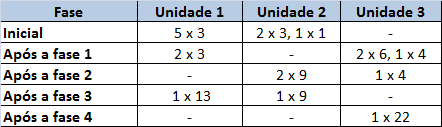 Fase Unidade 1 Unidade 2 Unidade 3
Inicial 5 x 3 2 x 3, 1 x 1 -
Após a fase 1 2 x 3 - 2 x 6, 1 x 4
Após a fase 2 - 2 x 9 1 x 4
Após a fase 3 1 x 13 1 x 9 -
Após a fase 4 - - 1 x 22